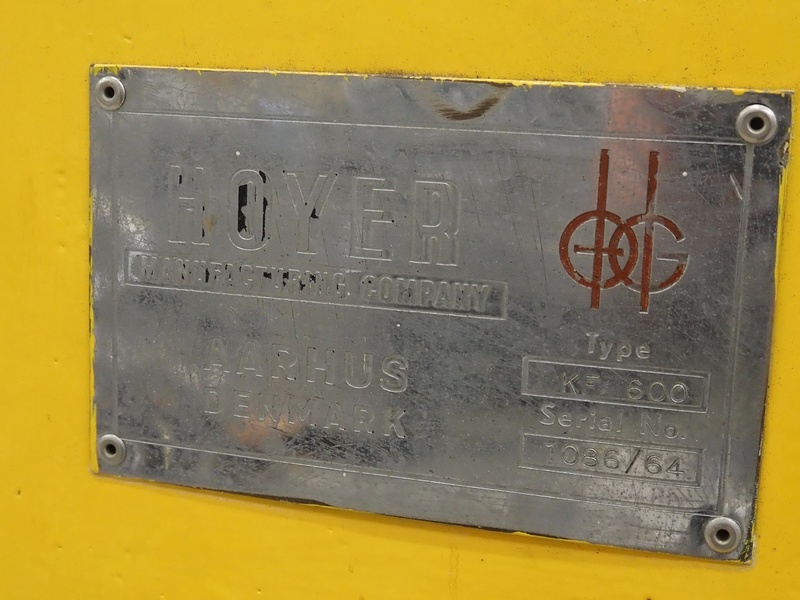 HOYER
MANUFACTURING COMPANY
AARHUS
DENMARK
Type
KF 600
Serial No.
1086/64